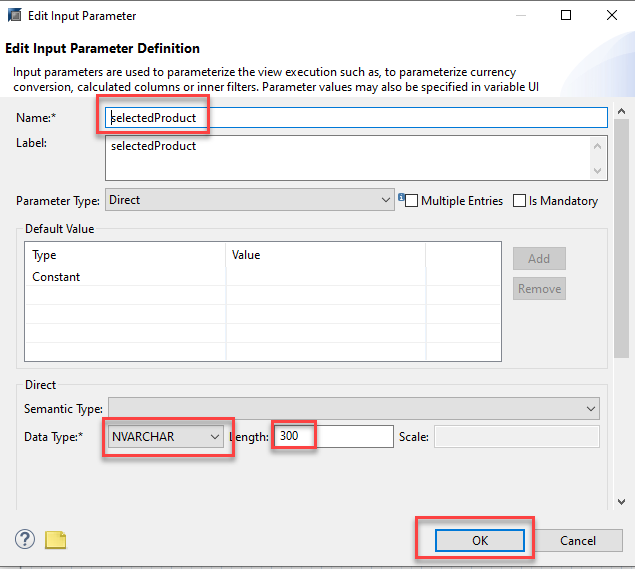 Edit Input Parameter
Edit Input Parameter Definition
Input parameters are used to parameterize the view execution such as, to parameterize currency
conversion, calculated columns or inner filters. Parameter values may also be specified in variable UI
Name:* selectedProduct
Label: selectedProduct
Parameter Type: Direct Multiple Entries Is Mandatory
Default Value
Type Value Add
Constant
Remove
Direct
Semantic Type:
Data Type:* NVARCHAR Length: 300 Scale:
? OK Cancel